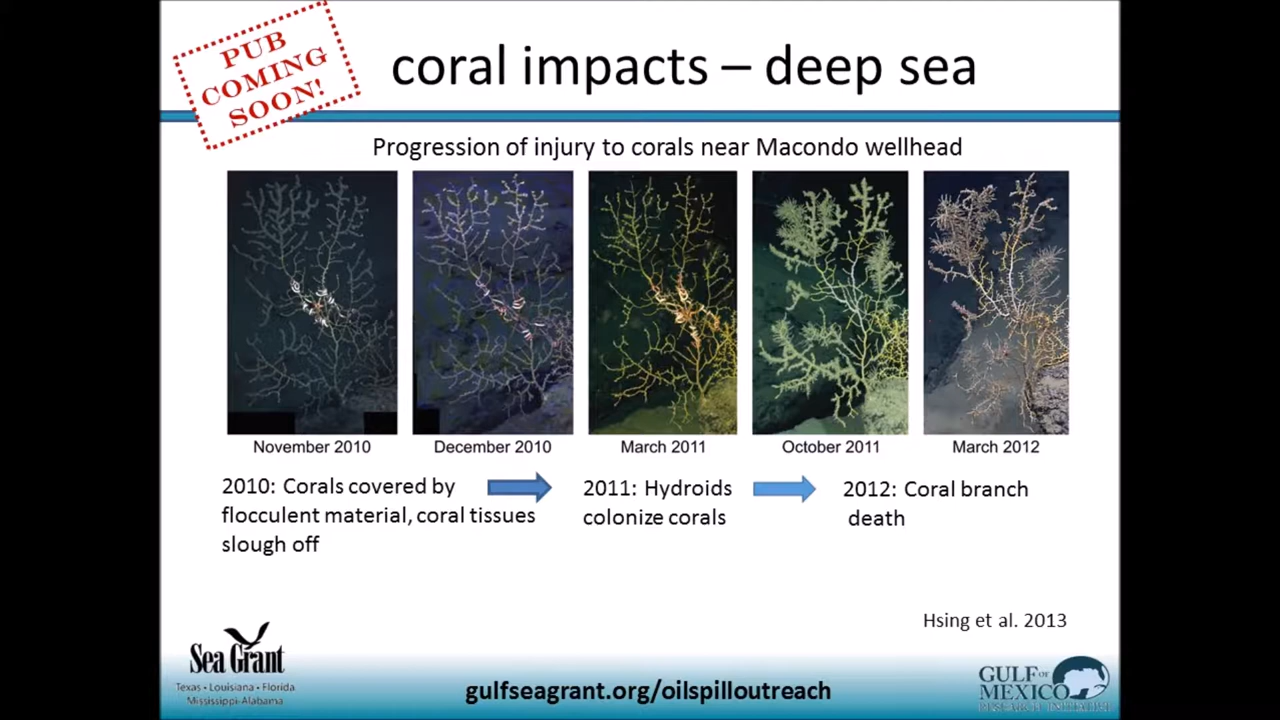 PUB
COMING
SOON!
coral impacts – deep sea
Progression of injury to corals near Macondo wellhead
November 2010
December 2010
March 2011
October 2011
March 2012
2010: Corals covered by
flocculent material, coral tissues
slough off
2011: Hydroids
colonize corals
2012: Coral branch
death
Hsing et al. 2013
Sea Grant
Texas • Louisiana • Florida
Mississippi-Alabama
gulfseagrant.org/oilspilloutreach
GULF OF
MEXICO
RESEARCH INITIATIVE